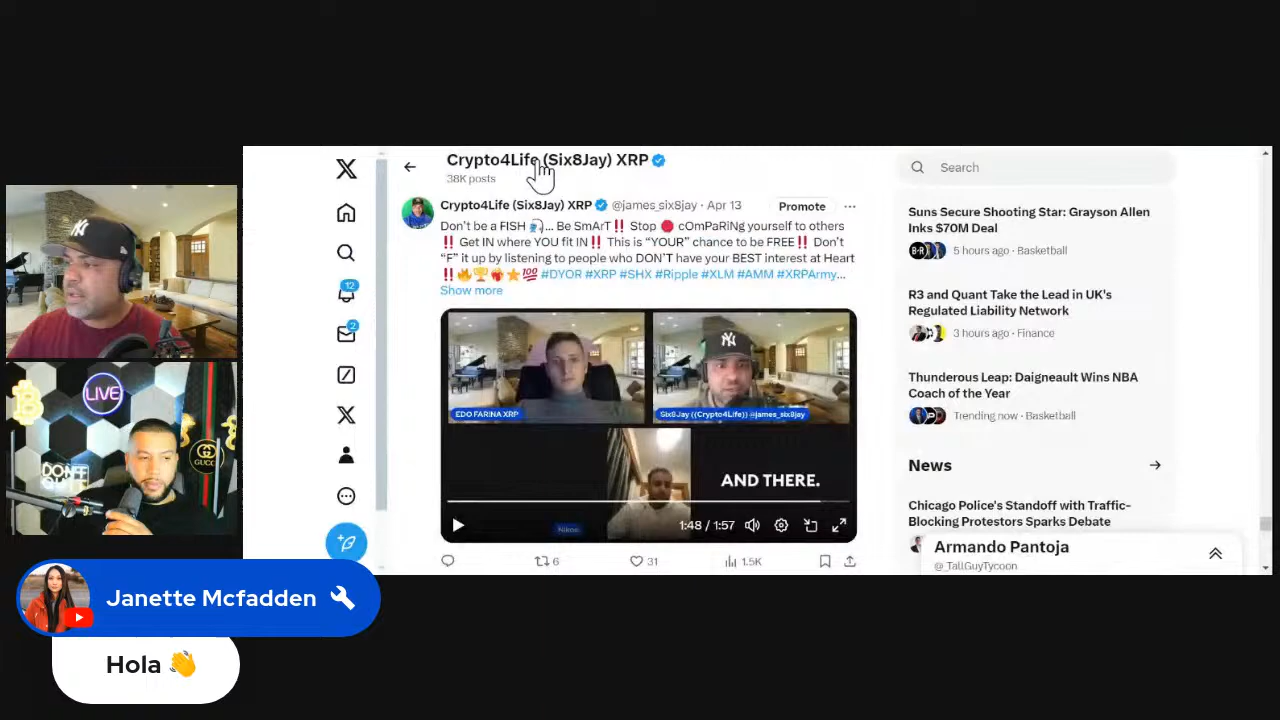 Crypto4Life (Six8Jay) XRP
38K posts
Crypto4Life (Six8Jay) XRP @james_six8jay · Apr 13
Promote
Don't be a FISH 🎣... Be SmArT‼️ Stop 🛑 cOmPaRiNg yourself to others
‼️ Get IN where YOU fit IN‼️ This is “YOUR” chance to be FREE‼️ Don't
“F” it up by listening to people who DON'T have your BEST interest at Heart
‼️🔥🏆❤️‍🔥⭐💯 #DYOR #XRP #SHX #Ripple #XLM #AMM #XRPArmy...
Show more
EDO FARINA XRP
Six8Jay ((Crypto4Life)) @james_six8jay
AND THERE.
Nikos
1:48 / 1:57
6
31
1.5K
12
2
Search
Suns Secure Shooting Star: Grayson Allen
Inks $70M Deal
5 hours ago · Basketball
R3 and Quant Take the Lead in UK's
Regulated Liability Network
3 hours ago · Finance
Thunderous Leap: Daigneault Wins NBA
Coach of the Year
Trending now · Basketball
News
Chicago Police's Standoff with Traffic-
Blocking Protestors Sparks Debate
Armando Pantoja
@_TallGuyTycoon
LIVE
DON'T
QUIT
GUCCI
Janette Mcfadden
Hola 👋